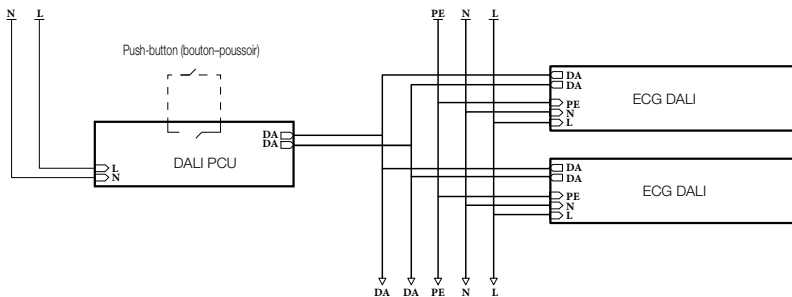 N L
PE N L
Push-button (bouton-poussoir)
DA
DA
DALI PCU
L
N
DA
DA
ECG DALI
PE
N
L
DA
DA
ECG DALI
PE
N
L
DA DA PE N L